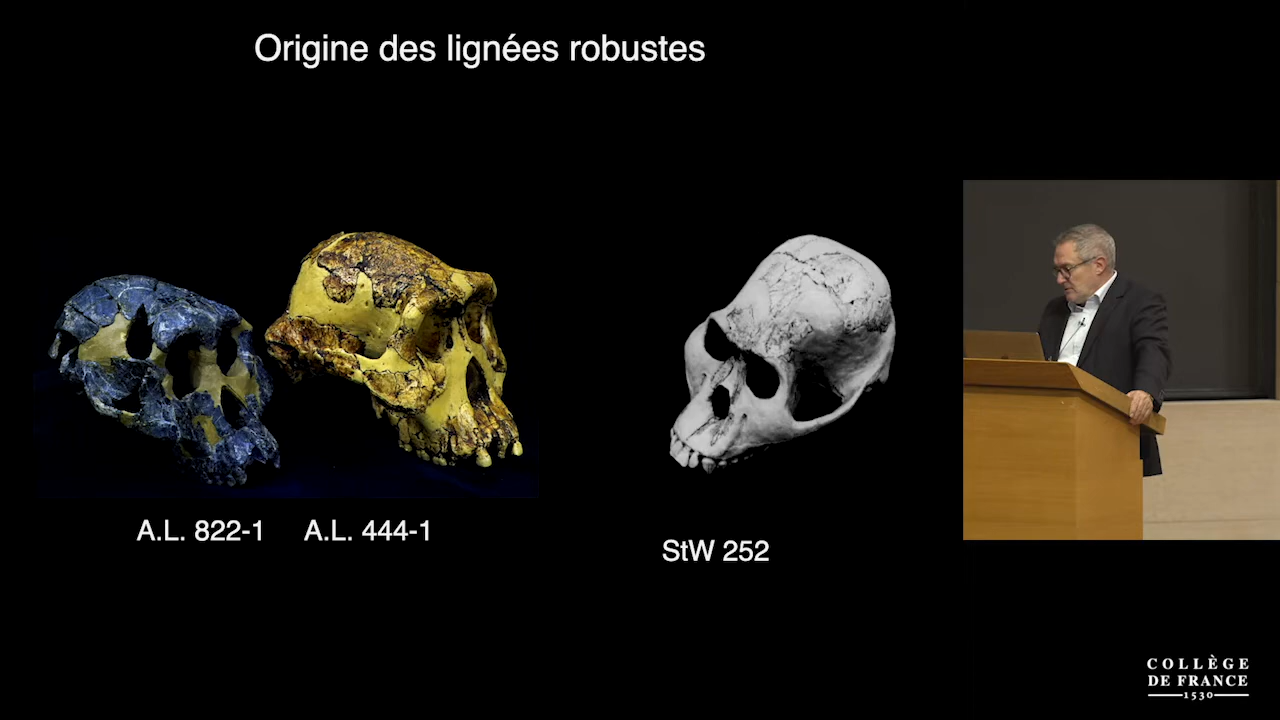 Origine des lignées robustes
A.L. 822-1
A.L. 444-1
StW 252
COLLÈGE
DE FRANCE
1530